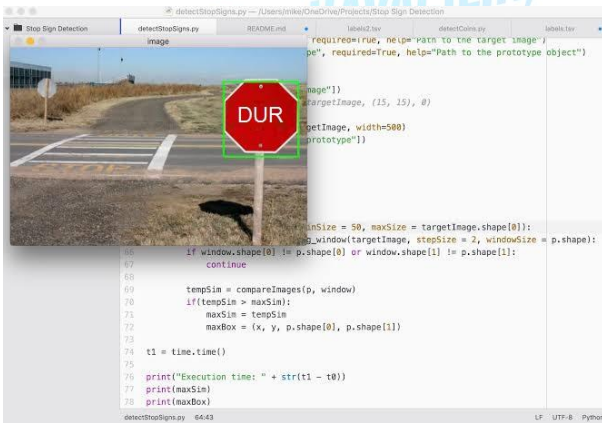 detectStopSigns.py — /Users/mike/OneDrive/Projects/Stop Sign Detection
Stop Sign Detection
detectStopSigns.py
README.md
labels2.tsv
detectCoins.py
labels.tsv
image
DUR
required=True, help="Path to the target image")
pe", required=True, help="Path to the prototype object")
mage"])
targetImage, (15, 15), 0)
getImage, width=500)
prototype"])
minSize = 50, maxSize = targetImage.shape[0]):
g_window(targetImage, stepSize = 2, windowSize = p.shape):
66 if window.shape[0] != p.shape[0] or window.shape[1] != p.shape[1]:
67 continue
68
69 tempSim = compareImages(p, window)
70 if(tempSim > maxSim):
71 maxSim = tempSim
72 maxBox = (x, y, p.shape[0], p.shape[1])
73
74 t1 = time.time()
75
76 print("Execution time: " + str(t1 - t0))
77 print(maxSim)
78 print(maxBox)
detectStopSigns.py 64:43
LF UTF-8 Python